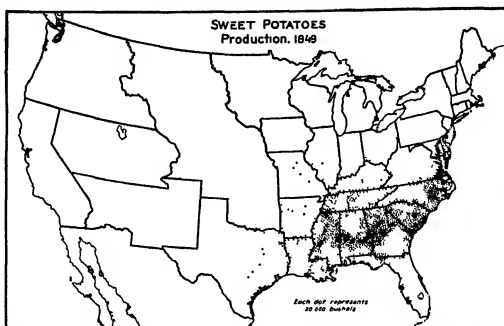 SWEET POTATOES
Production, 1849
Each dot represents
20 000 bushels